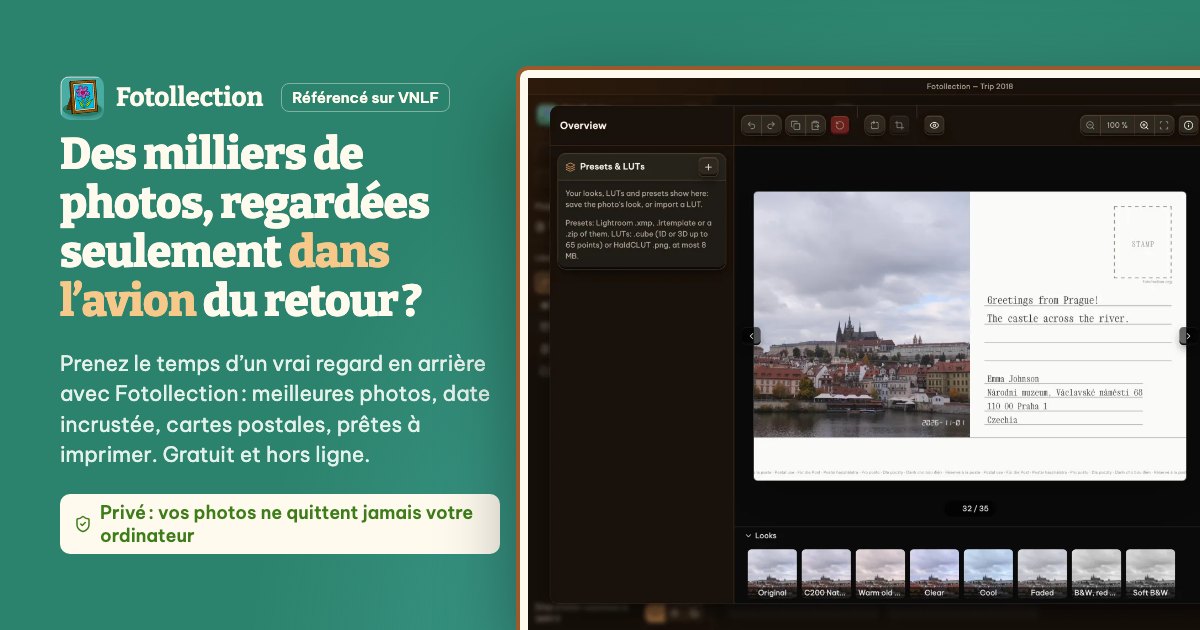 Fotollection
Référencé sur VNLF
Des milliers de
photos, regardées
seulement dans
l’avion du retour ?
Prenez le temps d’un vrai regard en arrière
avec Fotollection : meilleures photos, date
incrustée, cartes postales, prêtes à
imprimer. Gratuit et hors ligne.
Privé : vos photos ne quittent jamais votre
ordinateur
Fotollection — Trip 2018
Overview
100 %
Presets & LUTs
Your looks, LUTs and presets show here:
save the photo's look, or import a LUT.
Presets: Lightroom .xmp, .lrtemplate or a
.zip of them. LUTs: .cube (1D or 3D up to
65 points) or HaldCLUT .png, at most 8
MB.
STAMP
fotollection.org
Greetings from Prague!
The castle across the river.
Emma Johnson
Národní muzeum, Václavské náměstí 68
110 00 Praha 1
Czechia
32 / 35
Looks
Original
C200 Nat...
Warm old ...
Clear
Cool
Faded
B&W, red ...
Soft B&W